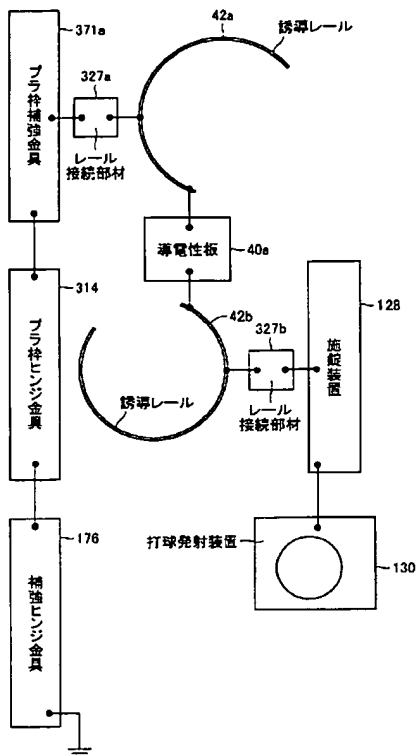 371a
プラ枠補強金具
327a
レール
接続部材
42a
誘導レール
導電性板
40a
314
プラ枠ヒンジ金具
42b
誘導レール
327b
レール
接続部材
128
施錠装置
176
補強ヒンジ金具
打球発射装置
130